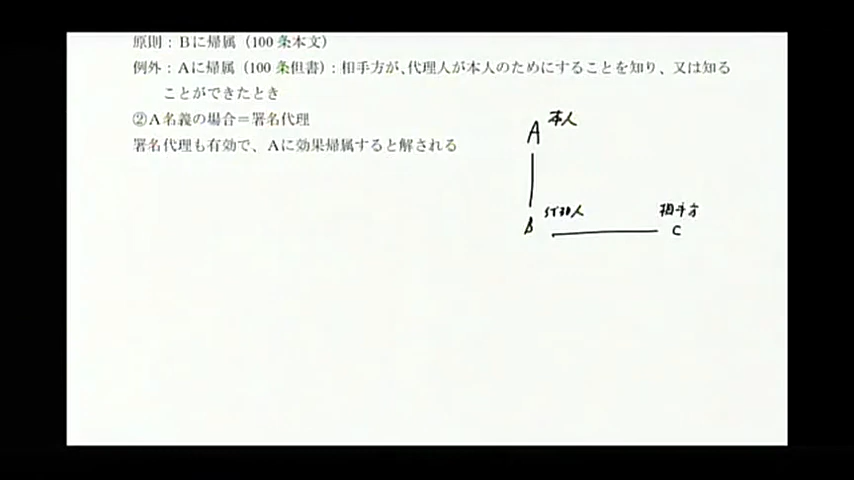 原則：Bに帰属（100条本文）
例外：Aに帰属（100条但書）：相手方が、代理人が本人のためにすることを知り、又は知る
ことができたとき
②A名義の場合＝署名代理
署名代理も有効で、Aに効果帰属すると解される
A 本人
B 代理人
相手方
C